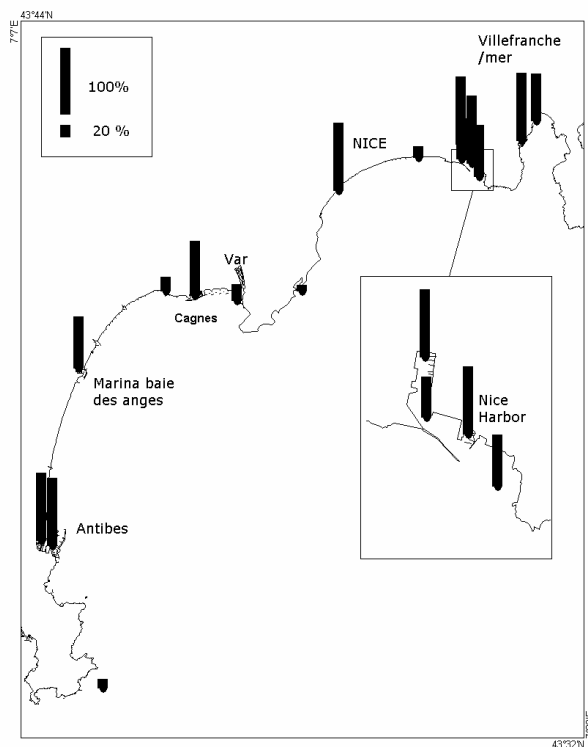 43°44'N
7°7'E
100%
20 %
Villefranche
/mer
NICE
Var
Cagnes
Marina baie
des anges
Nice
Harbor
Antibes
43°32'N